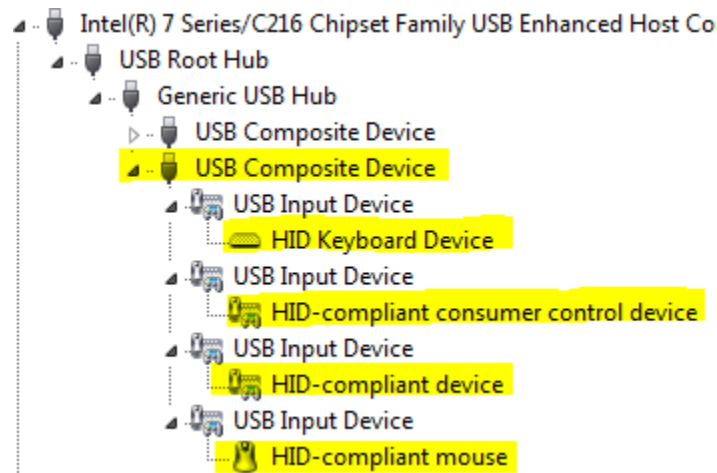 Intel(R) 7 Series/C216 Chipset Family USB Enhanced Host Co
USB Root Hub
Generic USB Hub
USB Composite Device
USB Composite Device
USB Input Device
HID Keyboard Device
USB Input Device
HID-compliant consumer control device
USB Input Device
HID-compliant device
USB Input Device
HID-compliant mouse